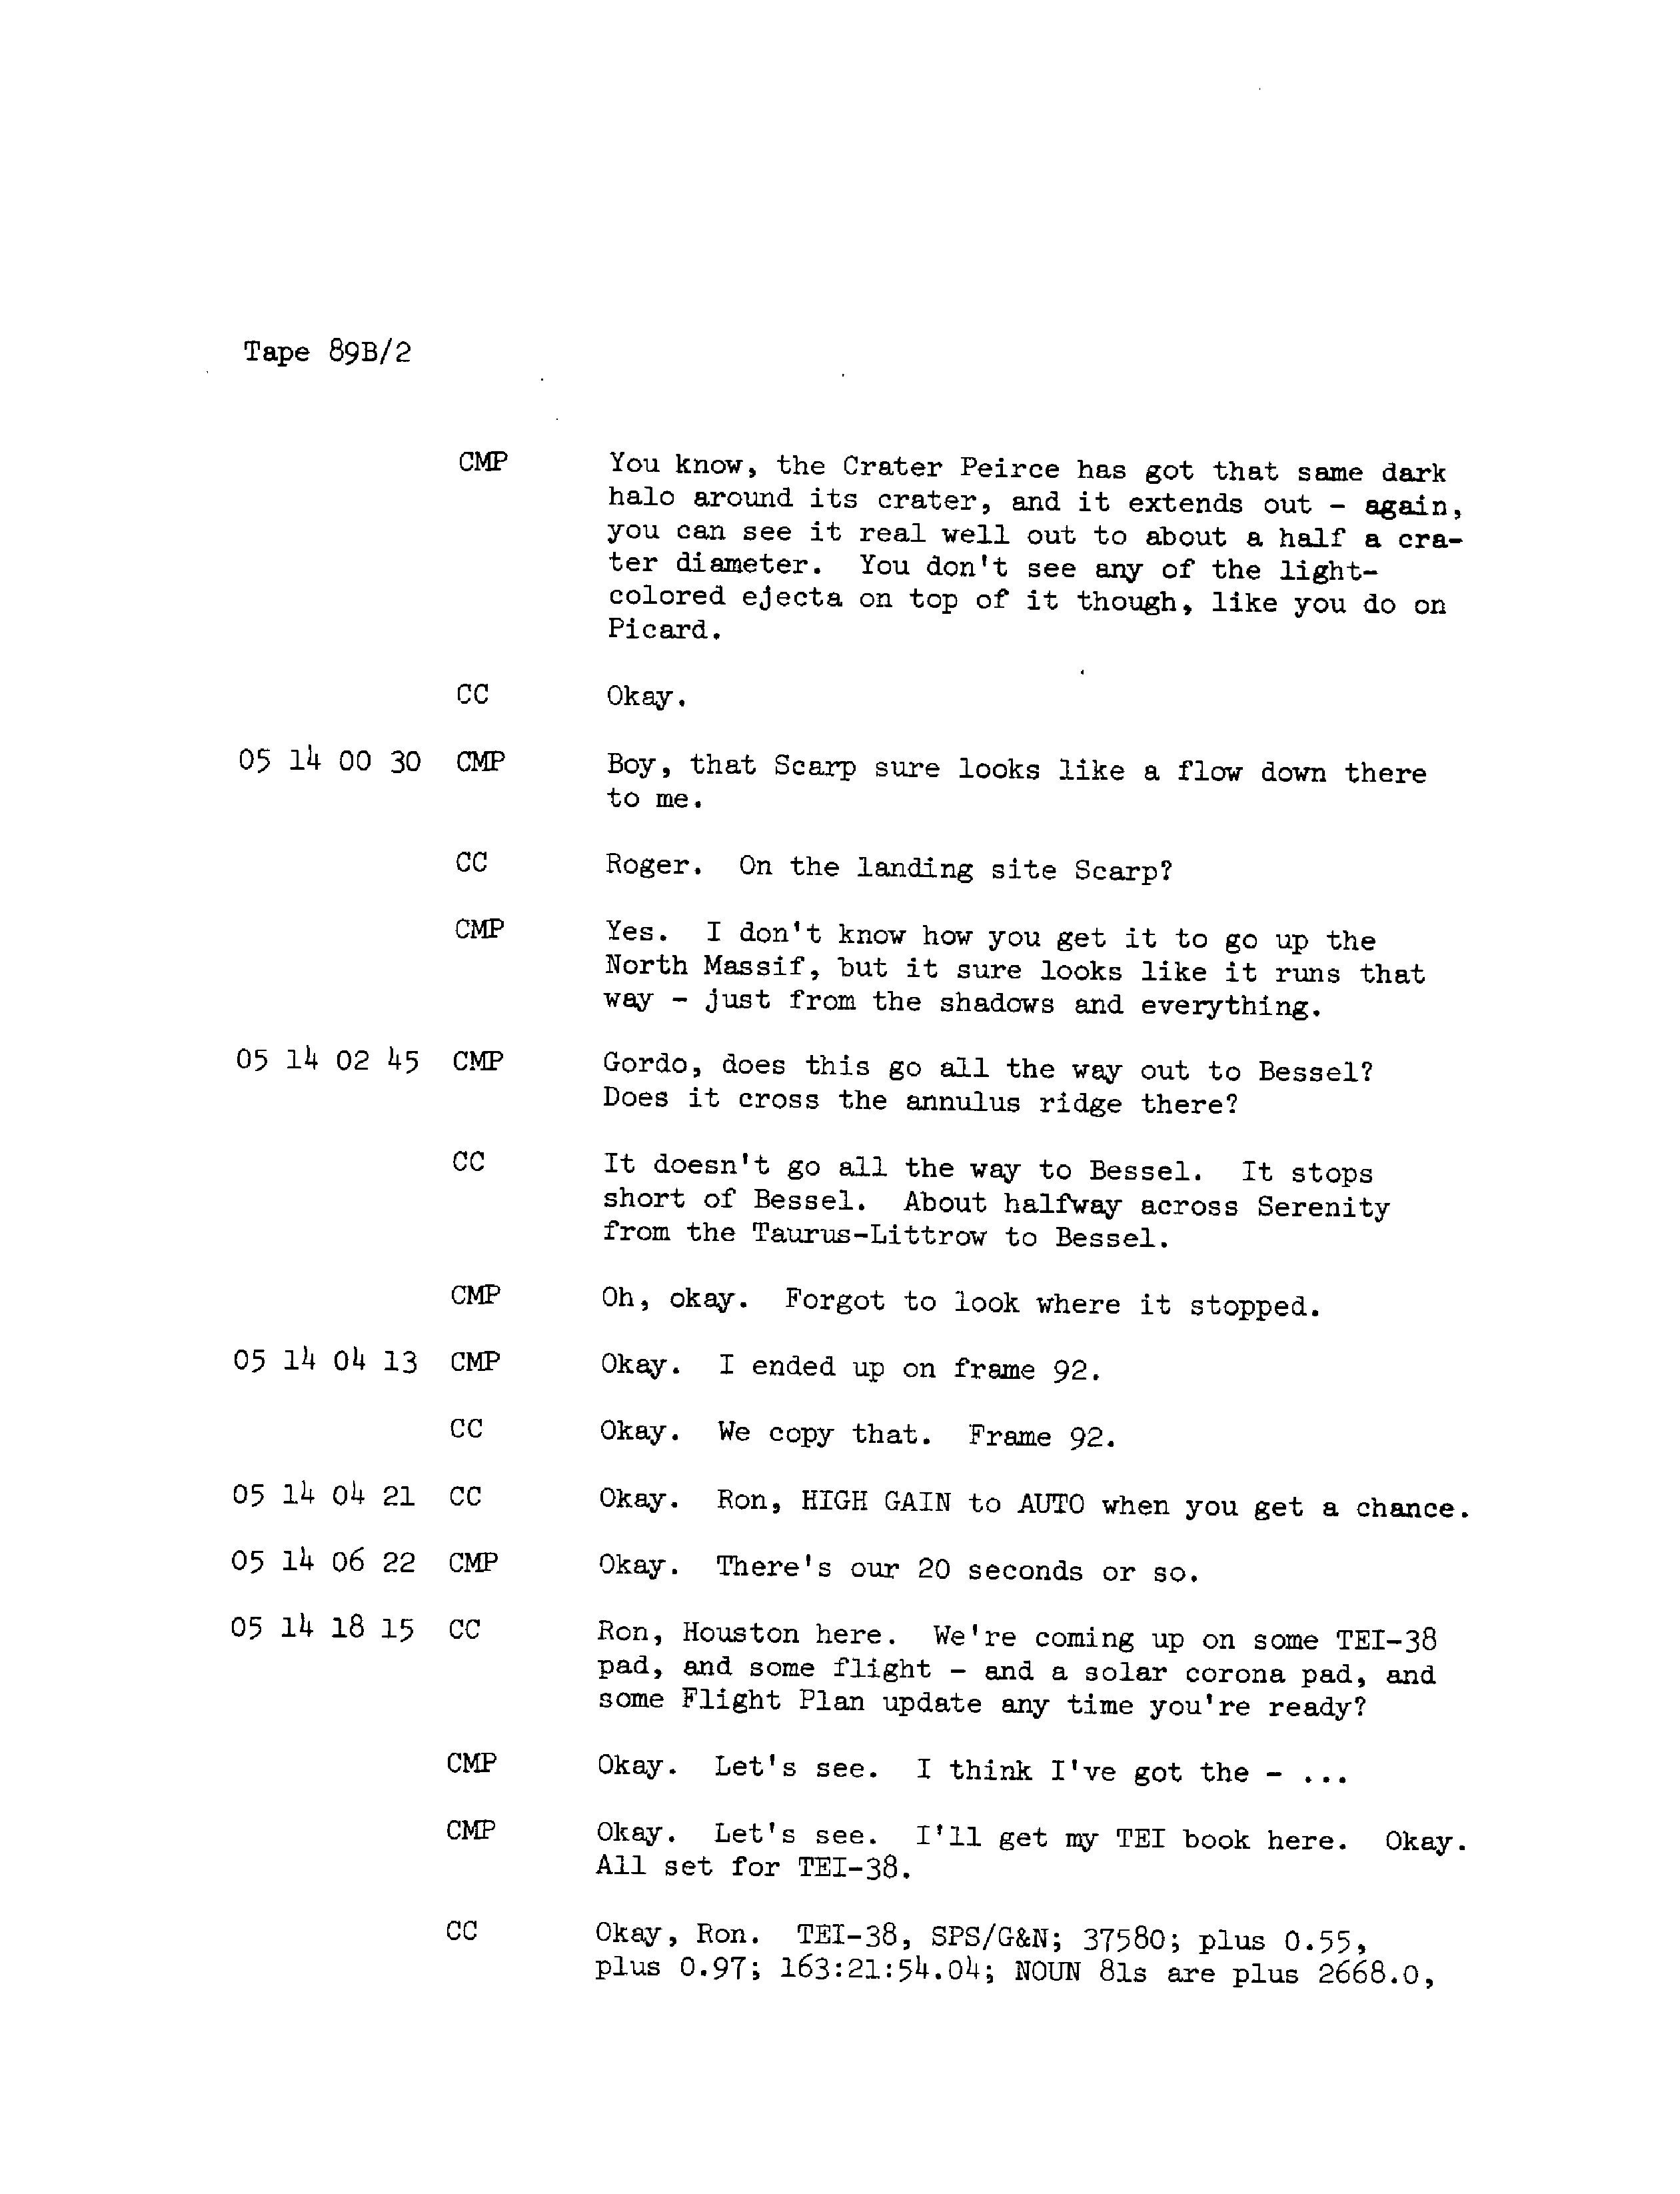 Tape 89B/2
CMP You know, the Crater Peirce has got that same dark
halo around its crater, and it extends out - again,
you can see it real well out to about a half a cra-
ter diameter. You don't see any of the light-
colored ejecta on top of it though, like you do on
Picard.
CC Okay.
05 14 00 30 CMP Boy, that Scarp sure looks like a flow down there
to me.
CC Roger. On the landing site Scarp?
CMP Yes. I don't know how you get it to go up the
North Massif, but it sure looks like it runs that
way - just from the shadows and everything.
05 14 02 45 CMP Gordo, does this go all the way out to Bessel?
Does it cross the annulus ridge there?
CC It doesn't go all the way to Bessel. It stops
short of Bessel. About halfway across Serenity
from the Taurus-Littrow to Bessel.
CMP Oh, okay. Forgot to look where it stopped.
05 14 04 13 CMP Okay. I ended up on frame 92.
CC Okay. We copy that. Frame 92.
05 14 04 21 CC Okay. Ron, HIGH GAIN to AUTO when you get a chance.
05 14 06 22 CMP Okay. There's our 20 seconds or so.
05 14 18 15 CC Ron, Houston here. We're coming up on some TEI-38
pad, and some flight - and a solar corona pad, and
some Flight Plan update any time you're ready?
CMP Okay. Let's see. I think I've got the - ...
CMP Okay. Let's see. I'll get my TEI book here. Okay.
All set for TEI-38.
CC Okay, Ron. TEI-38, SPS/G&N; 37580; plus 0.55,
plus 0.97; 163:21:54.04; NOUN 81s are plus 2668.0,